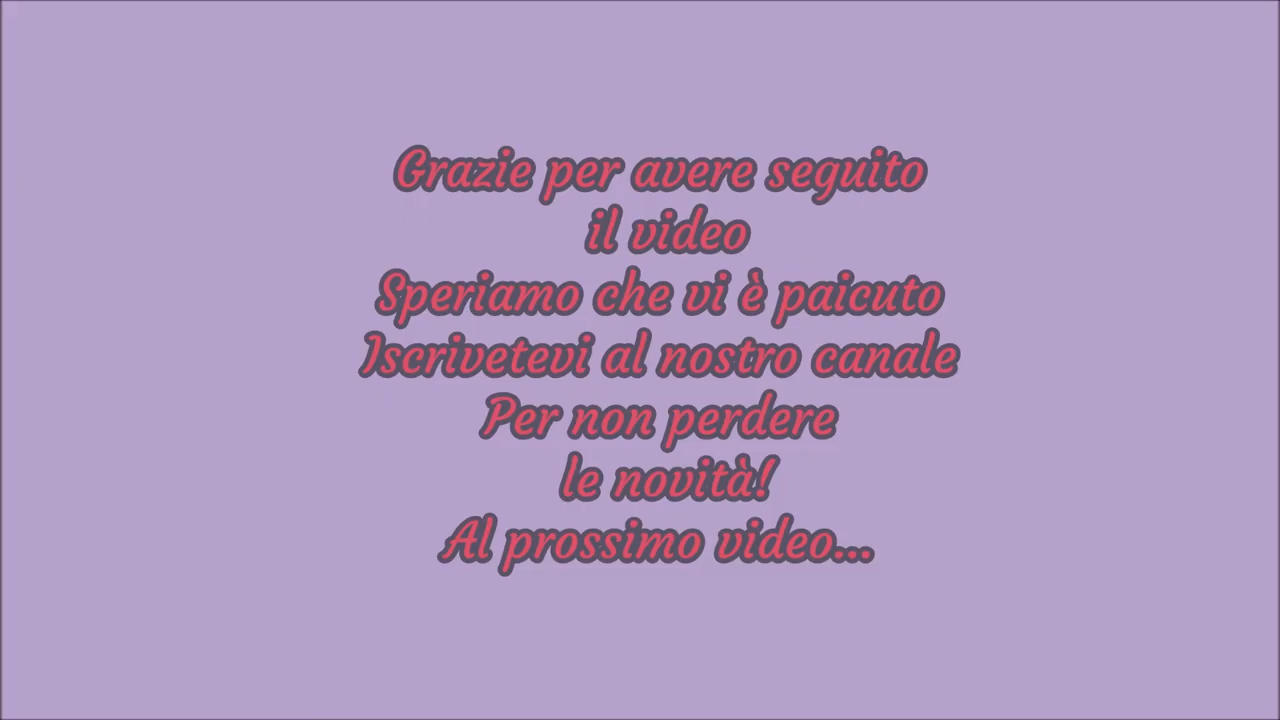 Grazie per avere seguito
il video
Speriamo che vi è paicuto
Iscrivetevi al nostro canale
Per non perdere
le novità!
Al prossimo video...